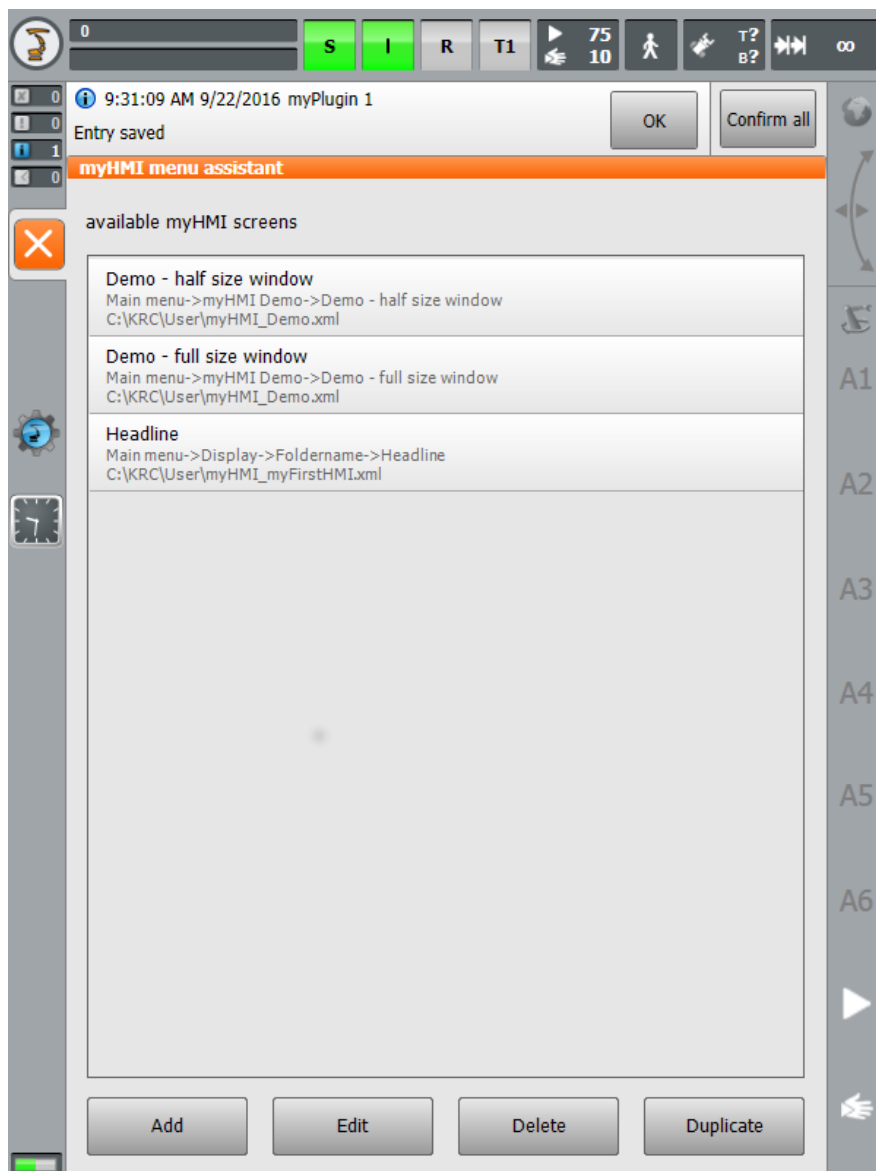 0
S I R T1 75 10 T? B? ∞
0
0
1
0
9:31:09 AM 9/22/2016 myPlugin 1
Entry saved
OK
Confirm all
myHMI menu assistant
available myHMI screens
Demo - half size window
Main menu->myHMI Demo->Demo - half size window
C:\KRC\User\myHMI_Demo.xml
Demo - full size window
Main menu->myHMI Demo->Demo - full size window
C:\KRC\User\myHMI_Demo.xml
Headline
Main menu->Display->Foldername->Headline
C:\KRC\User\myHMI_myFirstHMI.xml
A1
A2
A3
A4
A5
A6
Add Edit Delete Duplicate